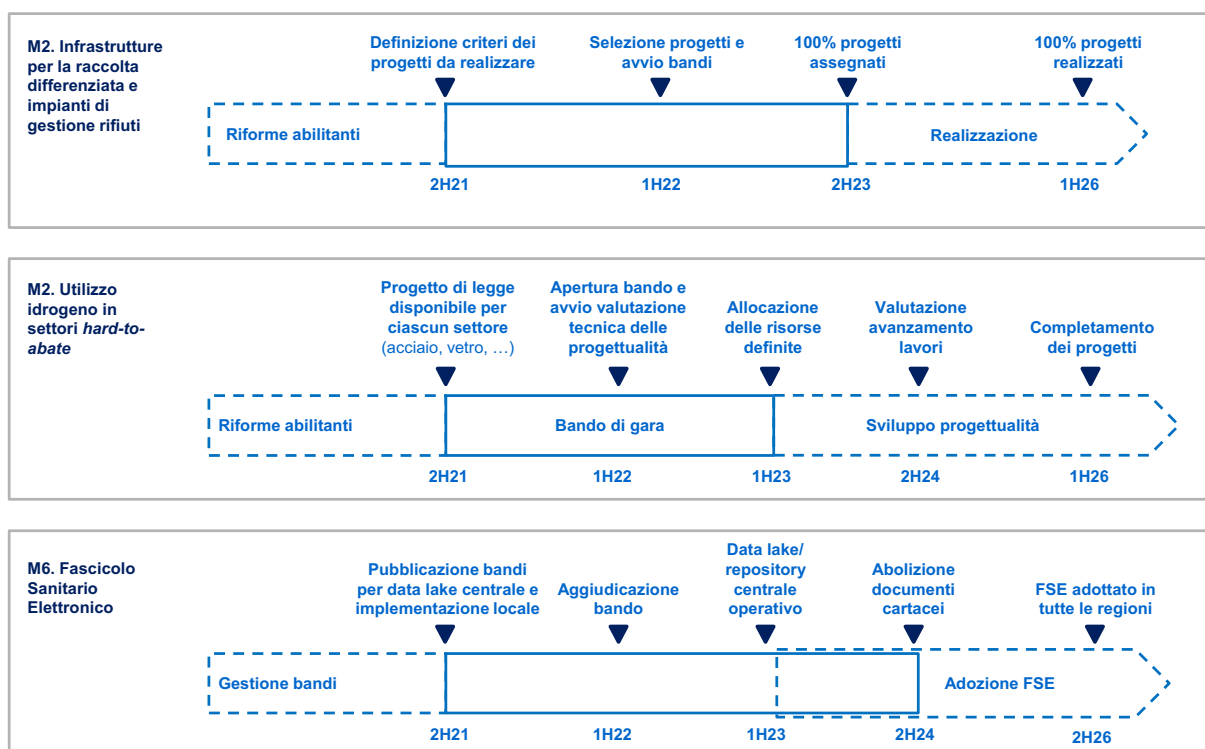 M2. Infrastrutture
per la raccolta
differenziata e
impianti di
gestione rifiuti
Definizione criteri dei
progetti da realizzare
Selezione progetti e
avvio bandi
100% progetti
assegnati
100% progetti
realizzati
Riforme abilitanti
Realizzazione
2H21
1H22
2H23
1H26
M2. Utilizzo
idrogeno in
settori hard-to-
abate
Progetto di legge
disponibile per
ciascun settore
(acciaio, vetro, …)
Apertura bando e
avvio valutazione
tecnica delle
progettualità
Allocazione
delle risorse
definite
Valutazione
avanzamento
lavori
Completamento
dei progetti
Riforme abilitanti
Bando di gara
Sviluppo progettualità
2H21
1H22
1H23
2H24
1H26
M6. Fascicolo
Sanitario
Elettronico
Pubblicazione bandi
per data lake centrale e
implementazione locale
Aggiudicazione
bando
Data lake/
repository
centrale
operativo
Abolizione
documenti
cartacei
FSE adottato in
tutte le regioni
Gestione bandi
Adozione FSE
2H21
1H22
1H23
2H24
2H26